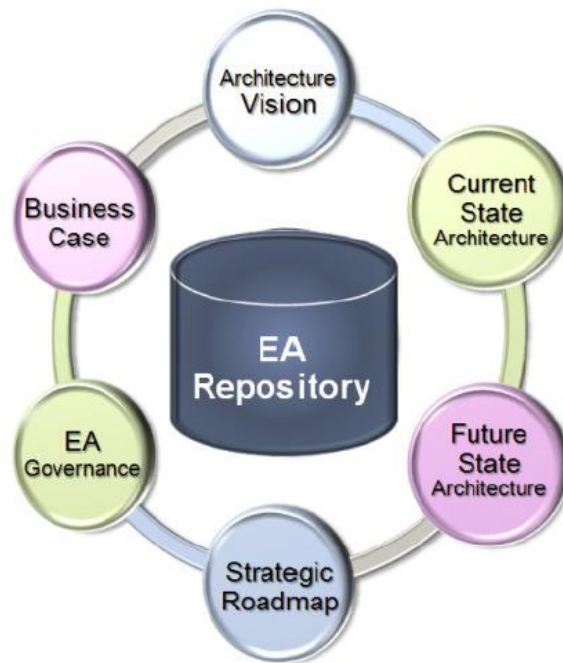 Architecture
Vision
Current
State
Architecture
Future
State
Architecture
Strategic
Roadmap
EA
Governance
Business
Case
EA
Repository